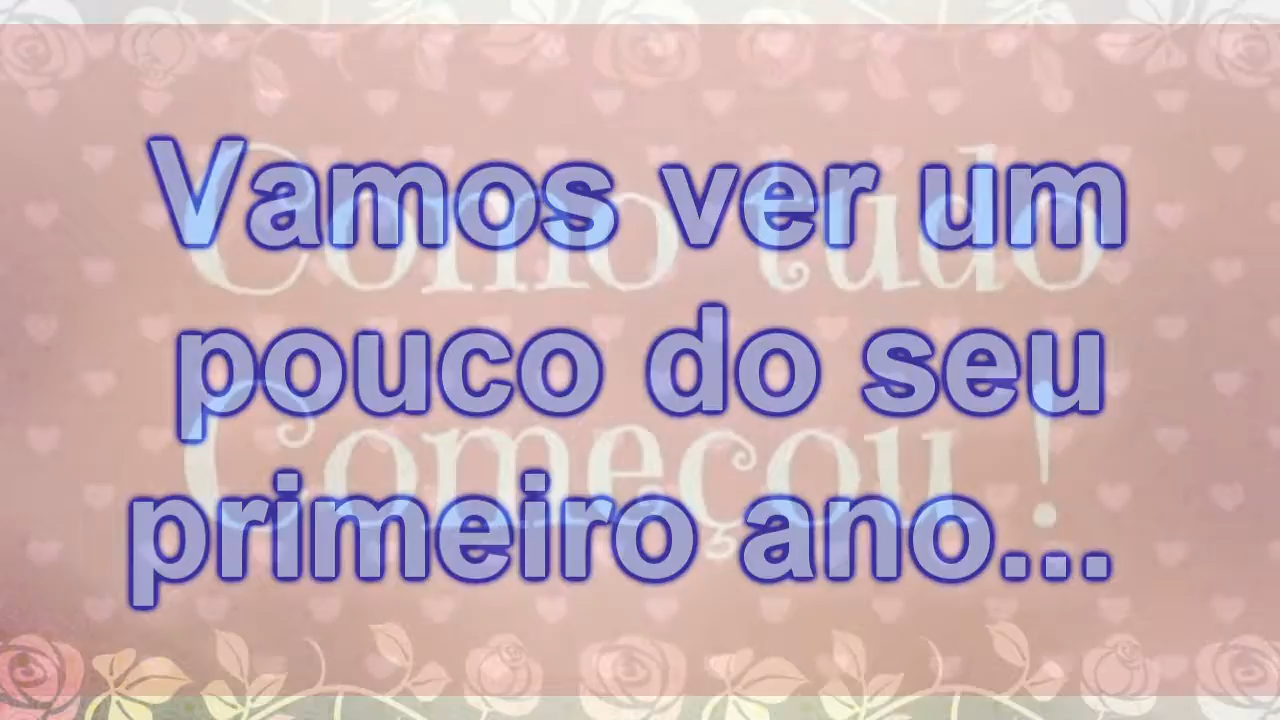 Vamos ver um
Como tudo
pouco do seu
Começou !
primeiro ano...